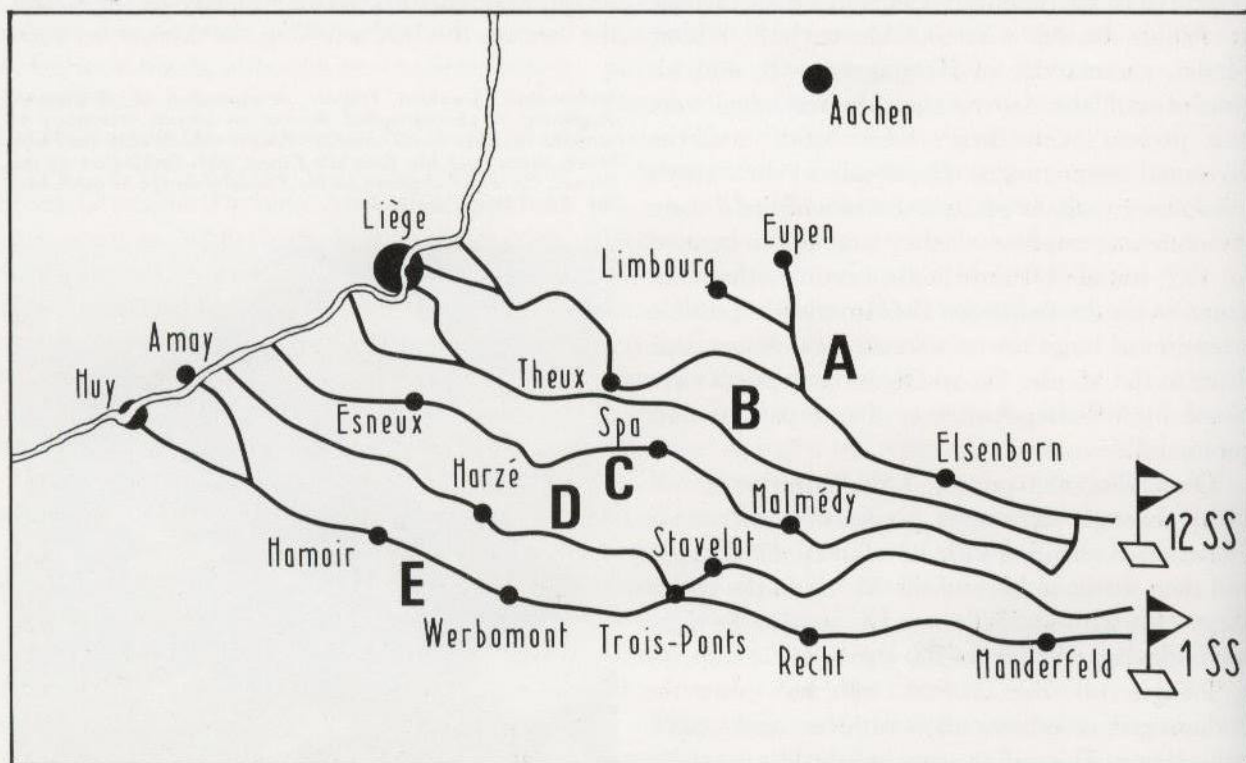 Aachen
Liège
Eupen
Limbourg
Amay
A
Huy
Theux
B
Esneux
Spa
Elsenborn
C
Harzé
Malmédy
D
12 SS
Hamoir
Stavelot
E
Werbomont
Trois-Ponts
Recht
Manderfeld
1 SS